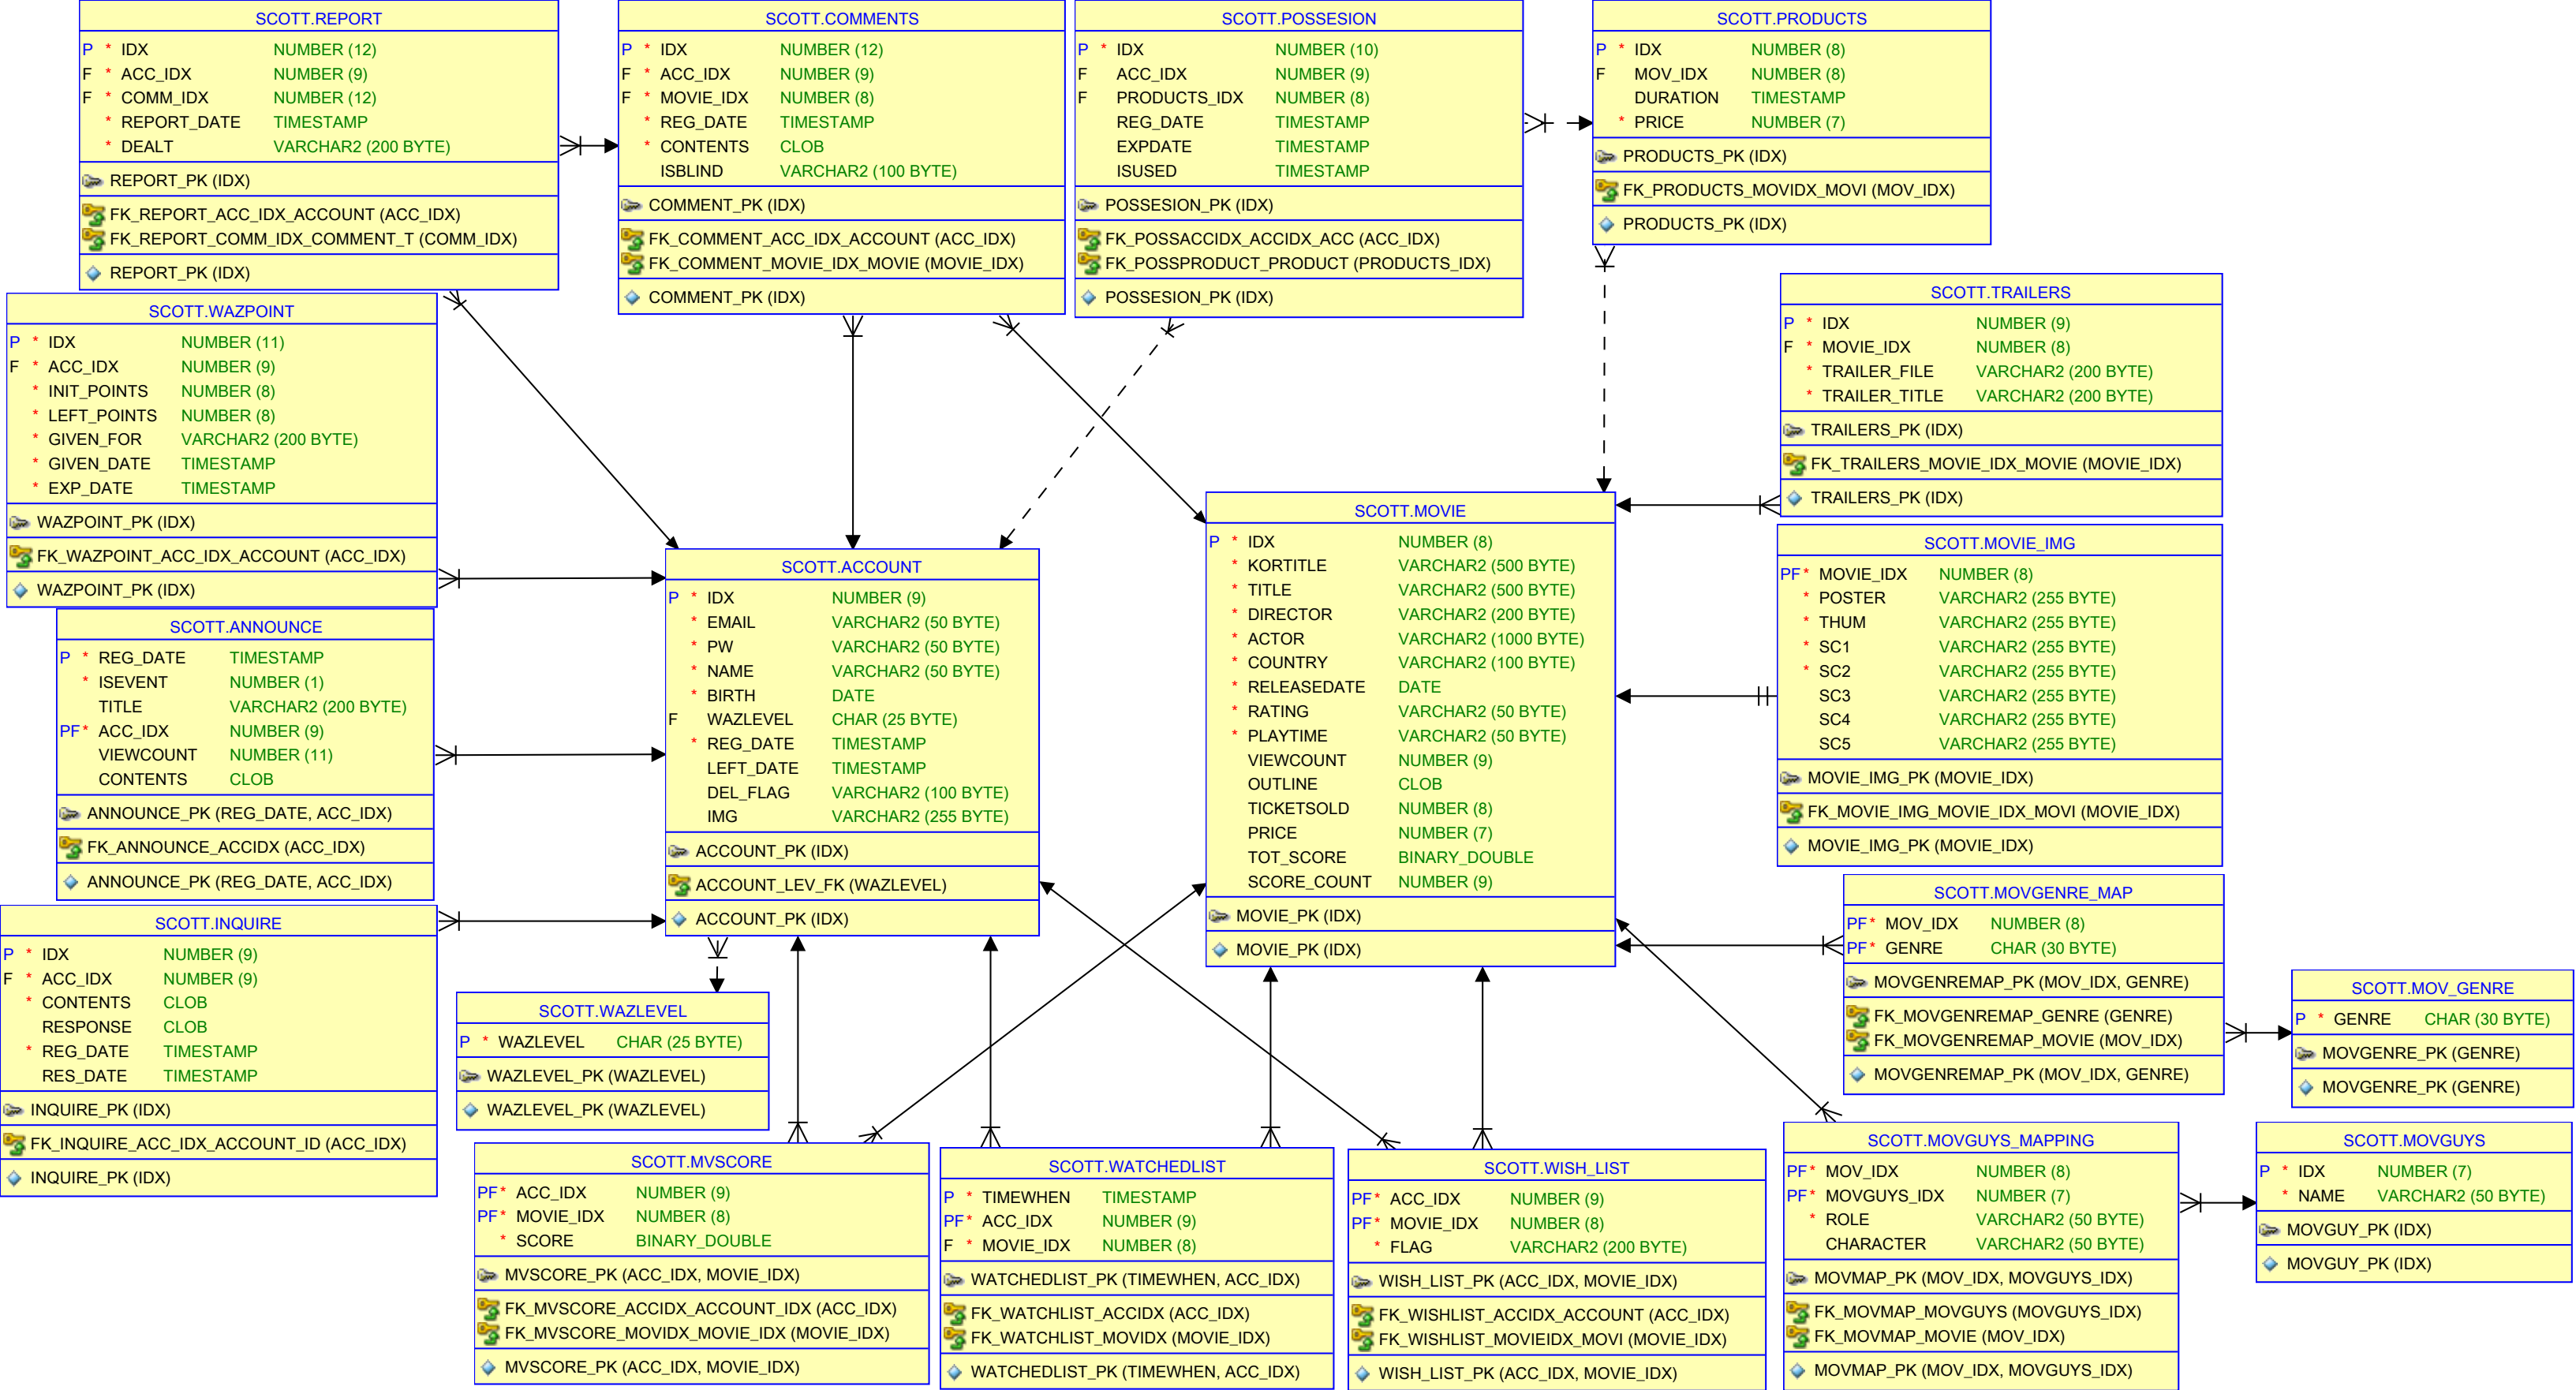 SCOTT.REPORT
P * IDX NUMBER (12)
F * ACC_IDX NUMBER (9)
F * COMM_IDX NUMBER (12)
* REPORT_DATE TIMESTAMP
* DEALT VARCHAR2 (200 BYTE)
REPORT_PK (IDX)
FK_REPORT_ACC_IDX_ACCOUNT (ACC_IDX)
FK_REPORT_COMM_IDX_COMMENT_T (COMM_IDX)
REPORT_PK (IDX)
SCOTT.COMMENTS
P * IDX NUMBER (12)
F * ACC_IDX NUMBER (9)
F * MOVIE_IDX NUMBER (8)
* REG_DATE TIMESTAMP
* CONTENTS CLOB
ISBLIND VARCHAR2 (100 BYTE)
COMMENT_PK (IDX)
FK_COMMENT_ACC_IDX_ACCOUNT (ACC_IDX)
FK_COMMENT_MOVIE_IDX_MOVIE (MOVIE_IDX)
COMMENT_PK (IDX)
SCOTT.POSSESION
P * IDX NUMBER (10)
F ACC_IDX NUMBER (9)
F PRODUCTS_IDX NUMBER (8)
REG_DATE TIMESTAMP
EXPDATE TIMESTAMP
ISUSED TIMESTAMP
POSSESION_PK (IDX)
FK_POSSACCIDX_ACCIDX_ACC (ACC_IDX)
FK_POSSPRODUCT_PRODUCT (PRODUCTS_IDX)
POSSESION_PK (IDX)
SCOTT.PRODUCTS
P * IDX NUMBER (8)
F MOV_IDX NUMBER (8)
DURATION TIMESTAMP
* PRICE NUMBER (7)
PRODUCTS_PK (IDX)
FK_PRODUCTS_MOVIDX_MOVI (MOV_IDX)
PRODUCTS_PK (IDX)
SCOTT.TRAILERS
P * IDX NUMBER (9)
F * MOVIE_IDX NUMBER (8)
* TRAILER_FILE VARCHAR2 (200 BYTE)
* TRAILER_TITLE VARCHAR2 (200 BYTE)
TRAILERS_PK (IDX)
FK_TRAILERS_MOVIE_IDX_MOVIE (MOVIE_IDX)
TRAILERS_PK (IDX)
SCOTT.WAZPOINT
P * IDX NUMBER (11)
F * ACC_IDX NUMBER (9)
* INIT_POINTS NUMBER (8)
* LEFT_POINTS NUMBER (8)
* GIVEN_FOR VARCHAR2 (200 BYTE)
* GIVEN_DATE TIMESTAMP
* EXP_DATE TIMESTAMP
WAZPOINT_PK (IDX)
FK_WAZPOINT_ACC_IDX_ACCOUNT (ACC_IDX)
WAZPOINT_PK (IDX)
SCOTT.ACCOUNT
P * IDX NUMBER (9)
* EMAIL VARCHAR2 (50 BYTE)
* PW VARCHAR2 (50 BYTE)
* NAME VARCHAR2 (50 BYTE)
* BIRTH DATE
F WAZLEVEL CHAR (25 BYTE)
* REG_DATE TIMESTAMP
LEFT_DATE TIMESTAMP
DEL_FLAG VARCHAR2 (100 BYTE)
IMG VARCHAR2 (255 BYTE)
ACCOUNT_PK (IDX)
ACCOUNT_LEV_FK (WAZLEVEL)
ACCOUNT_PK (IDX)
SCOTT.MOVIE
P * IDX NUMBER (8)
* KORTITLE VARCHAR2 (500 BYTE)
* TITLE VARCHAR2 (500 BYTE)
* DIRECTOR VARCHAR2 (200 BYTE)
* ACTOR VARCHAR2 (1000 BYTE)
* COUNTRY VARCHAR2 (100 BYTE)
* RELEASEDATE DATE
* RATING VARCHAR2 (50 BYTE)
* PLAYTIME VARCHAR2 (50 BYTE)
VIEWCOUNT NUMBER (9)
OUTLINE CLOB
TICKETSOLD NUMBER (8)
PRICE NUMBER (7)
TOT_SCORE BINARY_DOUBLE
SCORE_COUNT NUMBER (9)
MOVIE_PK (IDX)
MOVIE_PK (IDX)
SCOTT.MOVIE_IMG
PF * MOVIE_IDX NUMBER (8)
* POSTER VARCHAR2 (255 BYTE)
* THUM VARCHAR2 (255 BYTE)
* SC1 VARCHAR2 (255 BYTE)
* SC2 VARCHAR2 (255 BYTE)
SC3 VARCHAR2 (255 BYTE)
SC4 VARCHAR2 (255 BYTE)
SC5 VARCHAR2 (255 BYTE)
MOVIE_IMG_PK (MOVIE_IDX)
FK_MOVIE_IMG_MOVIE_IDX_MOVI (MOVIE_IDX)
MOVIE_IMG_PK (MOVIE_IDX)
SCOTT.ANNOUNCE
P * REG_DATE TIMESTAMP
* ISEVENT NUMBER (1)
TITLE VARCHAR2 (200 BYTE)
PF * ACC_IDX NUMBER (9)
VIEWCOUNT NUMBER (11)
CONTENTS CLOB
ANNOUNCE_PK (REG_DATE, ACC_IDX)
FK_ANNOUNCE_ACCIDX (ACC_IDX)
ANNOUNCE_PK (REG_DATE, ACC_IDX)
SCOTT.INQUIRE
P * IDX NUMBER (9)
F * ACC_IDX NUMBER (9)
* CONTENTS CLOB
RESPONSE CLOB
* REG_DATE TIMESTAMP
RES_DATE TIMESTAMP
INQUIRE_PK (IDX)
FK_INQUIRE_ACC_IDX_ACCOUNT_ID (ACC_IDX)
INQUIRE_PK (IDX)
SCOTT.WAZLEVEL
P * WAZLEVEL CHAR (25 BYTE)
WAZLEVEL_PK (WAZLEVEL)
WAZLEVEL_PK (WAZLEVEL)
SCOTT.MOVGENRE_MAP
PF * MOV_IDX NUMBER (8)
PF * GENRE CHAR (30 BYTE)
MOVGENREMAP_PK (MOV_IDX, GENRE)
FK_MOVGENREMAP_GENRE (GENRE)
FK_MOVGENREMAP_MOVIE (MOV_IDX)
MOVGENREMAP_PK (MOV_IDX, GENRE)
SCOTT.MOV_GENRE
P * GENRE CHAR (30 BYTE)
MOVGENRE_PK (GENRE)
MOVGENRE_PK (GENRE)
SCOTT.MVSCORE
PF * ACC_IDX NUMBER (9)
PF * MOVIE_IDX NUMBER (8)
* SCORE BINARY_DOUBLE
MVSCORE_PK (ACC_IDX, MOVIE_IDX)
FK_MVSCORE_ACCIDX_ACCOUNT_IDX (ACC_IDX)
FK_MVSCORE_MOVIDX_MOVIE_IDX (MOVIE_IDX)
MVSCORE_PK (ACC_IDX, MOVIE_IDX)
SCOTT.WATCHEDLIST
P * TIMEWHEN TIMESTAMP
PF * ACC_IDX NUMBER (9)
F * MOVIE_IDX NUMBER (8)
WATCHEDLIST_PK (TIMEWHEN, ACC_IDX)
FK_WATCHLIST_ACCIDX (ACC_IDX)
FK_WATCHLIST_MOVIDX (MOVIE_IDX)
WATCHEDLIST_PK (TIMEWHEN, ACC_IDX)
SCOTT.WISH_LIST
PF * ACC_IDX NUMBER (9)
PF * MOVIE_IDX NUMBER (8)
* FLAG VARCHAR2 (200 BYTE)
WISH_LIST_PK (ACC_IDX, MOVIE_IDX)
FK_WISHLIST_ACCIDX_ACCOUNT (ACC_IDX)
FK_WISHLIST_MOVIEIDX_MOVI (MOVIE_IDX)
WISH_LIST_PK (ACC_IDX, MOVIE_IDX)
SCOTT.MOVGUYS_MAPPING
PF * MOV_IDX NUMBER (8)
PF * MOVGUYS_IDX NUMBER (7)
* ROLE VARCHAR2 (50 BYTE)
CHARACTER VARCHAR2 (50 BYTE)
MOVMAP_PK (MOV_IDX, MOVGUYS_IDX)
FK_MOVMAP_MOVGUYS (MOVGUYS_IDX)
FK_MOVMAP_MOVIE (MOV_IDX)
MOVMAP_PK (MOV_IDX, MOVGUYS_IDX)
SCOTT.MOVGUYS
P * IDX NUMBER (7)
* NAME VARCHAR2 (50 BYTE)
MOVGUY_PK (IDX)
MOVGUY_PK (IDX)